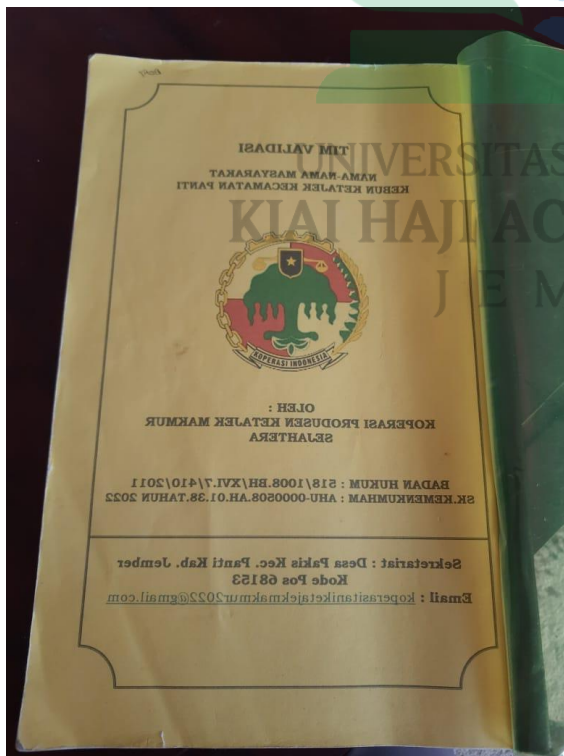 TIM VALIDASI
NAMA-NAMA MASYARAKAT
KEBUN KETAJEK KECAMATAN PANTI
KOPERASI INDONESIA
OLEH :
KOPERASI PRODUSEN KETAJEK MAKMUR
SEJAHTERA
BADAN HUKUM : 518/1008.BH/XVI.7/410/2011
SK.KEMENKUMHAM : AHU-0000508.AH.01.38.TAHUN 2022
Sekretariat : Desa Pakis Kec. Panti Kab. Jember
Kode Pos 68153
Email : koperasitaniketajekmakmur2022@gmail.com
UNIVERSITAS
KIAI HAJI AC
J E M